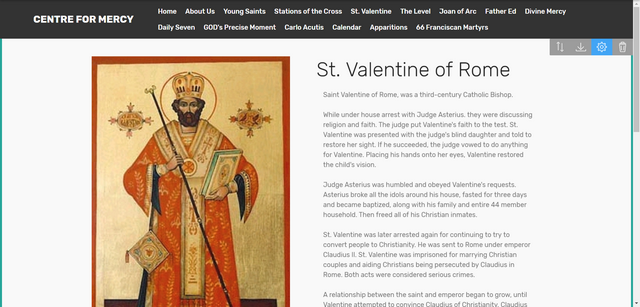 CENTRE FOR MERCY
Home About Us Young Saints Stations of the Cross St. Valentine The Level Joan of Arc Father Ed Divine Mercy
Daily Seven GOD's Precise Moment Carlo Acutis Calendar Apparitions 66 Franciscan Martyrs
St. Valentine of Rome
Saint Valentine of Rome, was a third-century Catholic Bishop.
While under house arrest with Judge Asterius, they were discussing
religion and faith. The judge put Valentine's faith to the test. St.
Valentine was presented with the judge's blind daughter and told to
restore her sight. If he succeeded, the judge vowed to do anything
for Valentine. Placing his hands onto her eyes, Valentine restored
the child's vision.
Judge Asterius was humbled and obeyed Valentine's requests.
Asterius broke all the idols around his house, fasted for three days
and became baptized, along with his family and entire 44 member
household. Then freed all of his Christian inmates.
St. Valentine was later arrested again for continuing to try to
convert people to Christianity. He was sent to Rome under emperor
Claudius II. St. Valentine was imprisoned for marrying Christian
couples and aiding Christians being persecuted by Claudius in
Rome. Both acts were considered serious crimes.
A relationship between the saint and emperor began to grow, until
Valentine attempted to convince Claudius of Christianity. Claudius